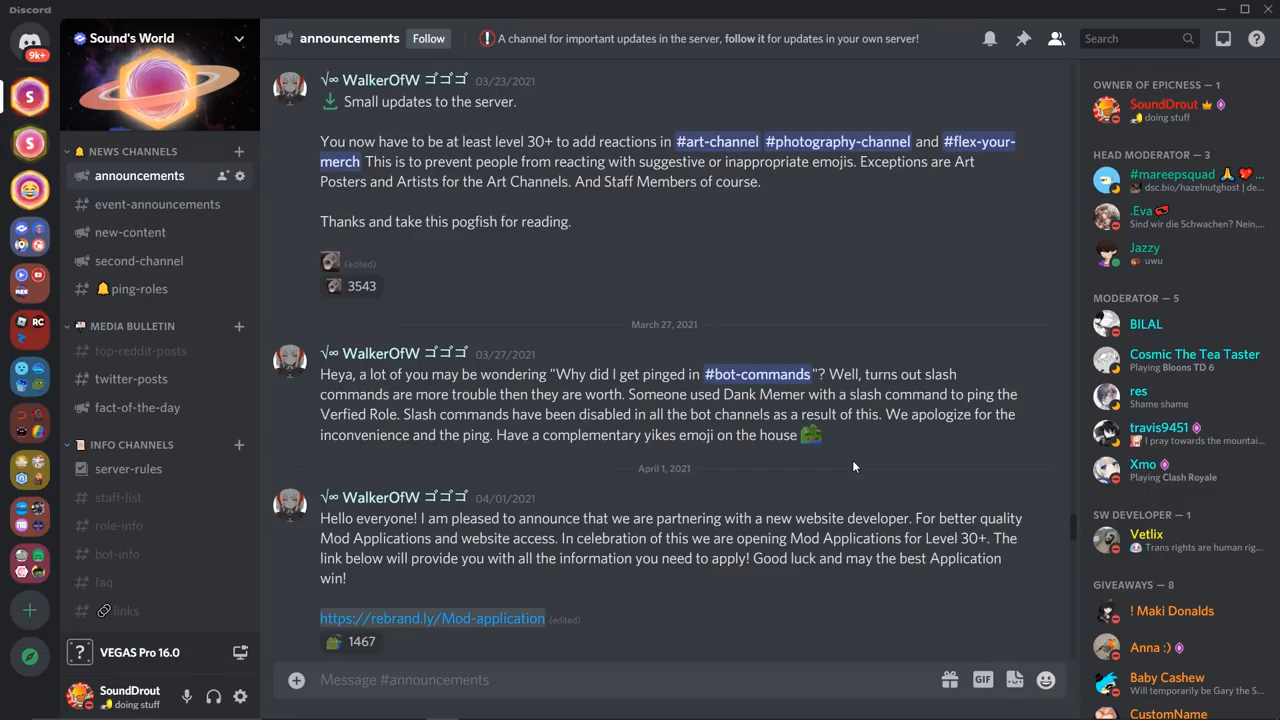 Discord
Sound's World
announcements
Follow
A channel for important updates in the server, follow it for updates in your own server!
Search
9k+
S
S
NEWS CHANNELS
announcements
event-announcements
new-content
second-channel
ping-roles
MEDIA BULLETIN
top-reddit-posts
twitter-posts
fact-of-the-day
INFO CHANNELS
server-rules
staff-list
role-info
bot-info
faq
links
VEGAS Pro 16.0
SoundDrout
doing stuff
√∞ WalkerOfW ゴゴゴ 03/23/2021
Small updates to the server.
You now have to be at least level 30+ to add reactions in #art-channel #photography-channel and #flex-your-
merch This is to prevent people from reacting with suggestive or inappropriate emojis. Exceptions are Art
Posters and Artists for the Art Channels. And Staff Members of course.
Thanks and take this pogfish for reading.
(edited)
3543
March 27, 2021
√∞ WalkerOfW ゴゴゴ 03/27/2021
Heya, a lot of you may be wondering "Why did I get pinged in #bot-commands "? Well, turns out slash
commands are more trouble then they are worth. Someone used Dank Memer with a slash command to ping the
Verfied Role. Slash commands have been disabled in all the bot channels as a result of this. We apologize for the
inconvenience and the ping. Have a complementary yikes emoji on the house
April 1, 2021
√∞ WalkerOfW ゴゴゴ 04/01/2021
Hello everyone! I am pleased to announce that we are partnering with a new website developer. For better quality
Mod Applications and website access. In celebration of this we are opening Mod Applications for Level 30+. The
link below will provide you with all the information you need to apply! Good luck and may the best Application
win!
https://rebrand.ly/Mod-application (edited)
1467
Message #announcements
GIF
OWNER OF EPICNESS — 1
SoundDrout
doing stuff
HEAD MODERATOR — 3
#mareepsquad ...
dsc.bio/hazelnutghost | de...
.Eva
Sind wir die Schwachen? Nein,...
Jazzy
uwu
MODERATOR — 5
BILAL
Cosmic The Tea Taster
Playing Bloons TD 6
res
Shame shame
travis9451
I pray towards the mountai...
Xmo
Playing Clash Royale
SW DEVELOPER — 1
Vetlix
Trans rights are human rig...
GIVEAWAYS — 8
! Maki Donalds
Anna :)
Baby Cashew
Will temporarily be Gary the S...
CustomName